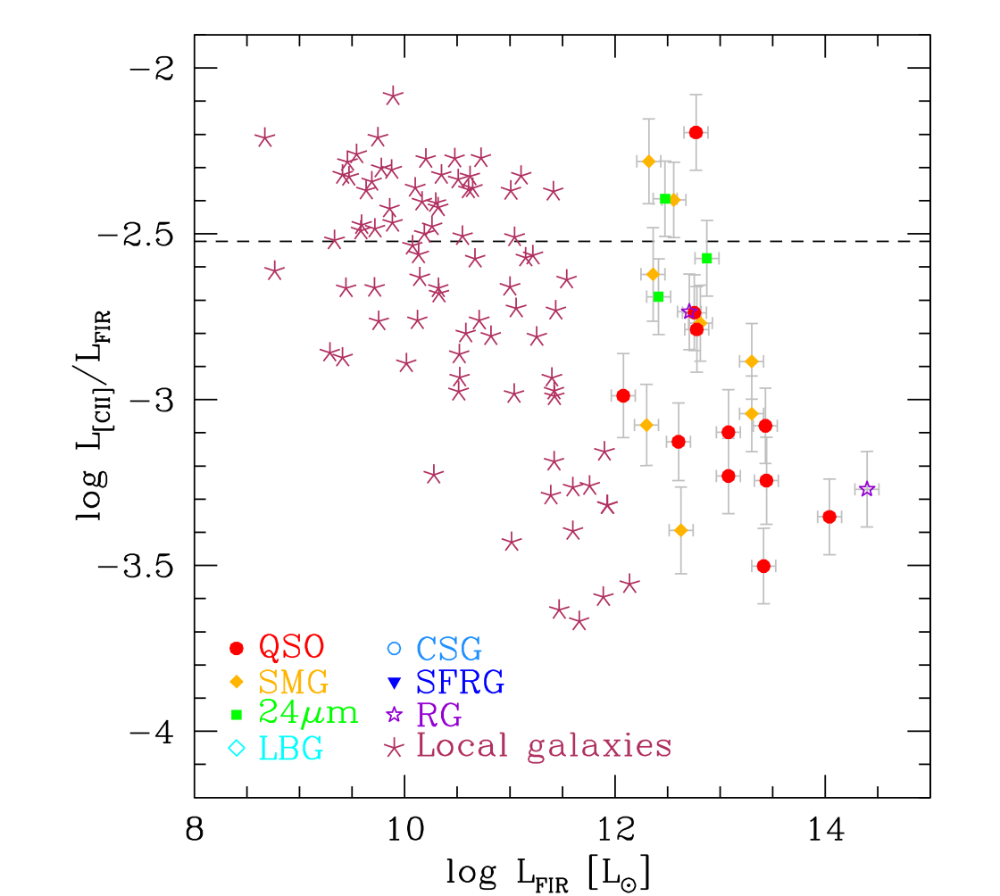 log L[CII]/LFIR
−2
−2.5
−3
−3.5
−4
QSO CSG
SMG SFRG
24μm RG
LBG Local galaxies
8 10 12 14
log LFIR [L⊙]